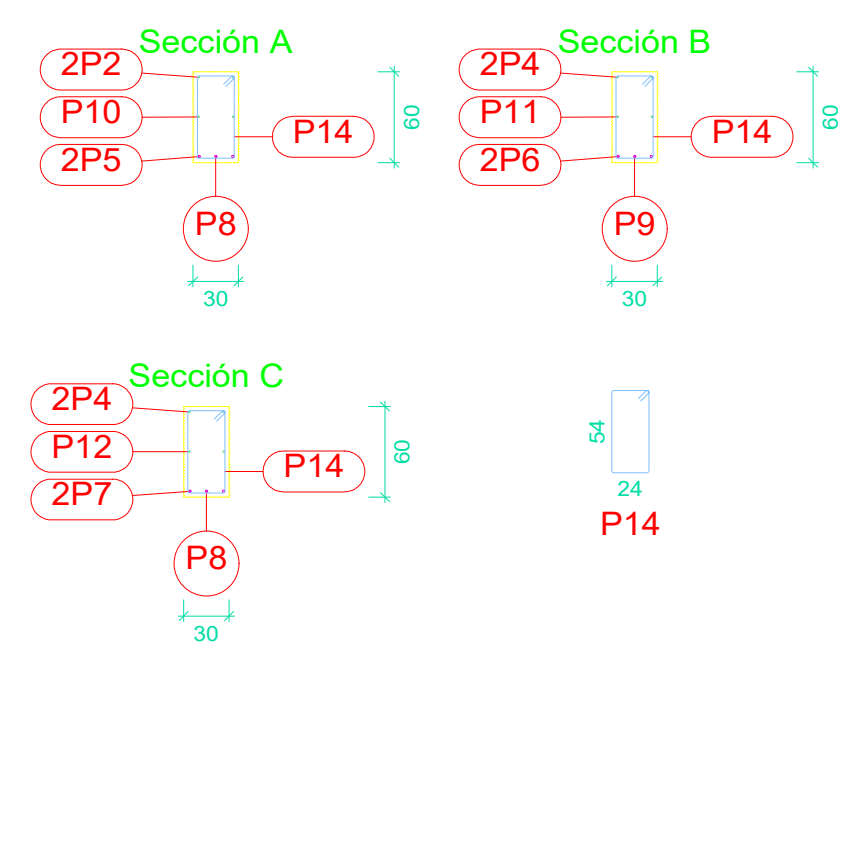 Sección A
2P2
P10
2P5
P14
P8
60
30
Sección B
2P4
P11
2P6
P14
P9
60
30
Sección C
2P4
P12
2P7
P14
P8
60
30
54
24
P14